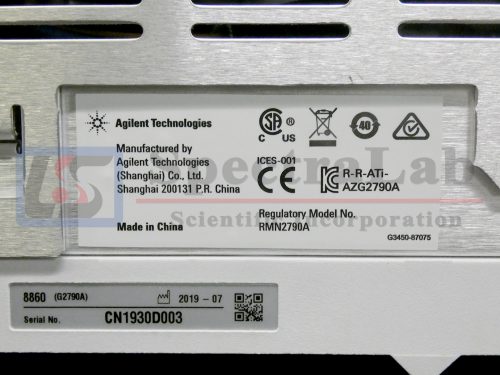 Agilent Technologies
Manufactured by
Agilent Technologies
(Shanghai) Co., Ltd.
Shanghai 200131 P.R. China
Made in China
C US
ICES-001
40
CE
R-R-ATi-
AZG2790A
Regulatory Model No.
RMN2790A
G3450-87075
LS SpectraLab
Scientific Incorporation
8860 (G2790A)
2019 - 07
Serial No.
CN1930D003